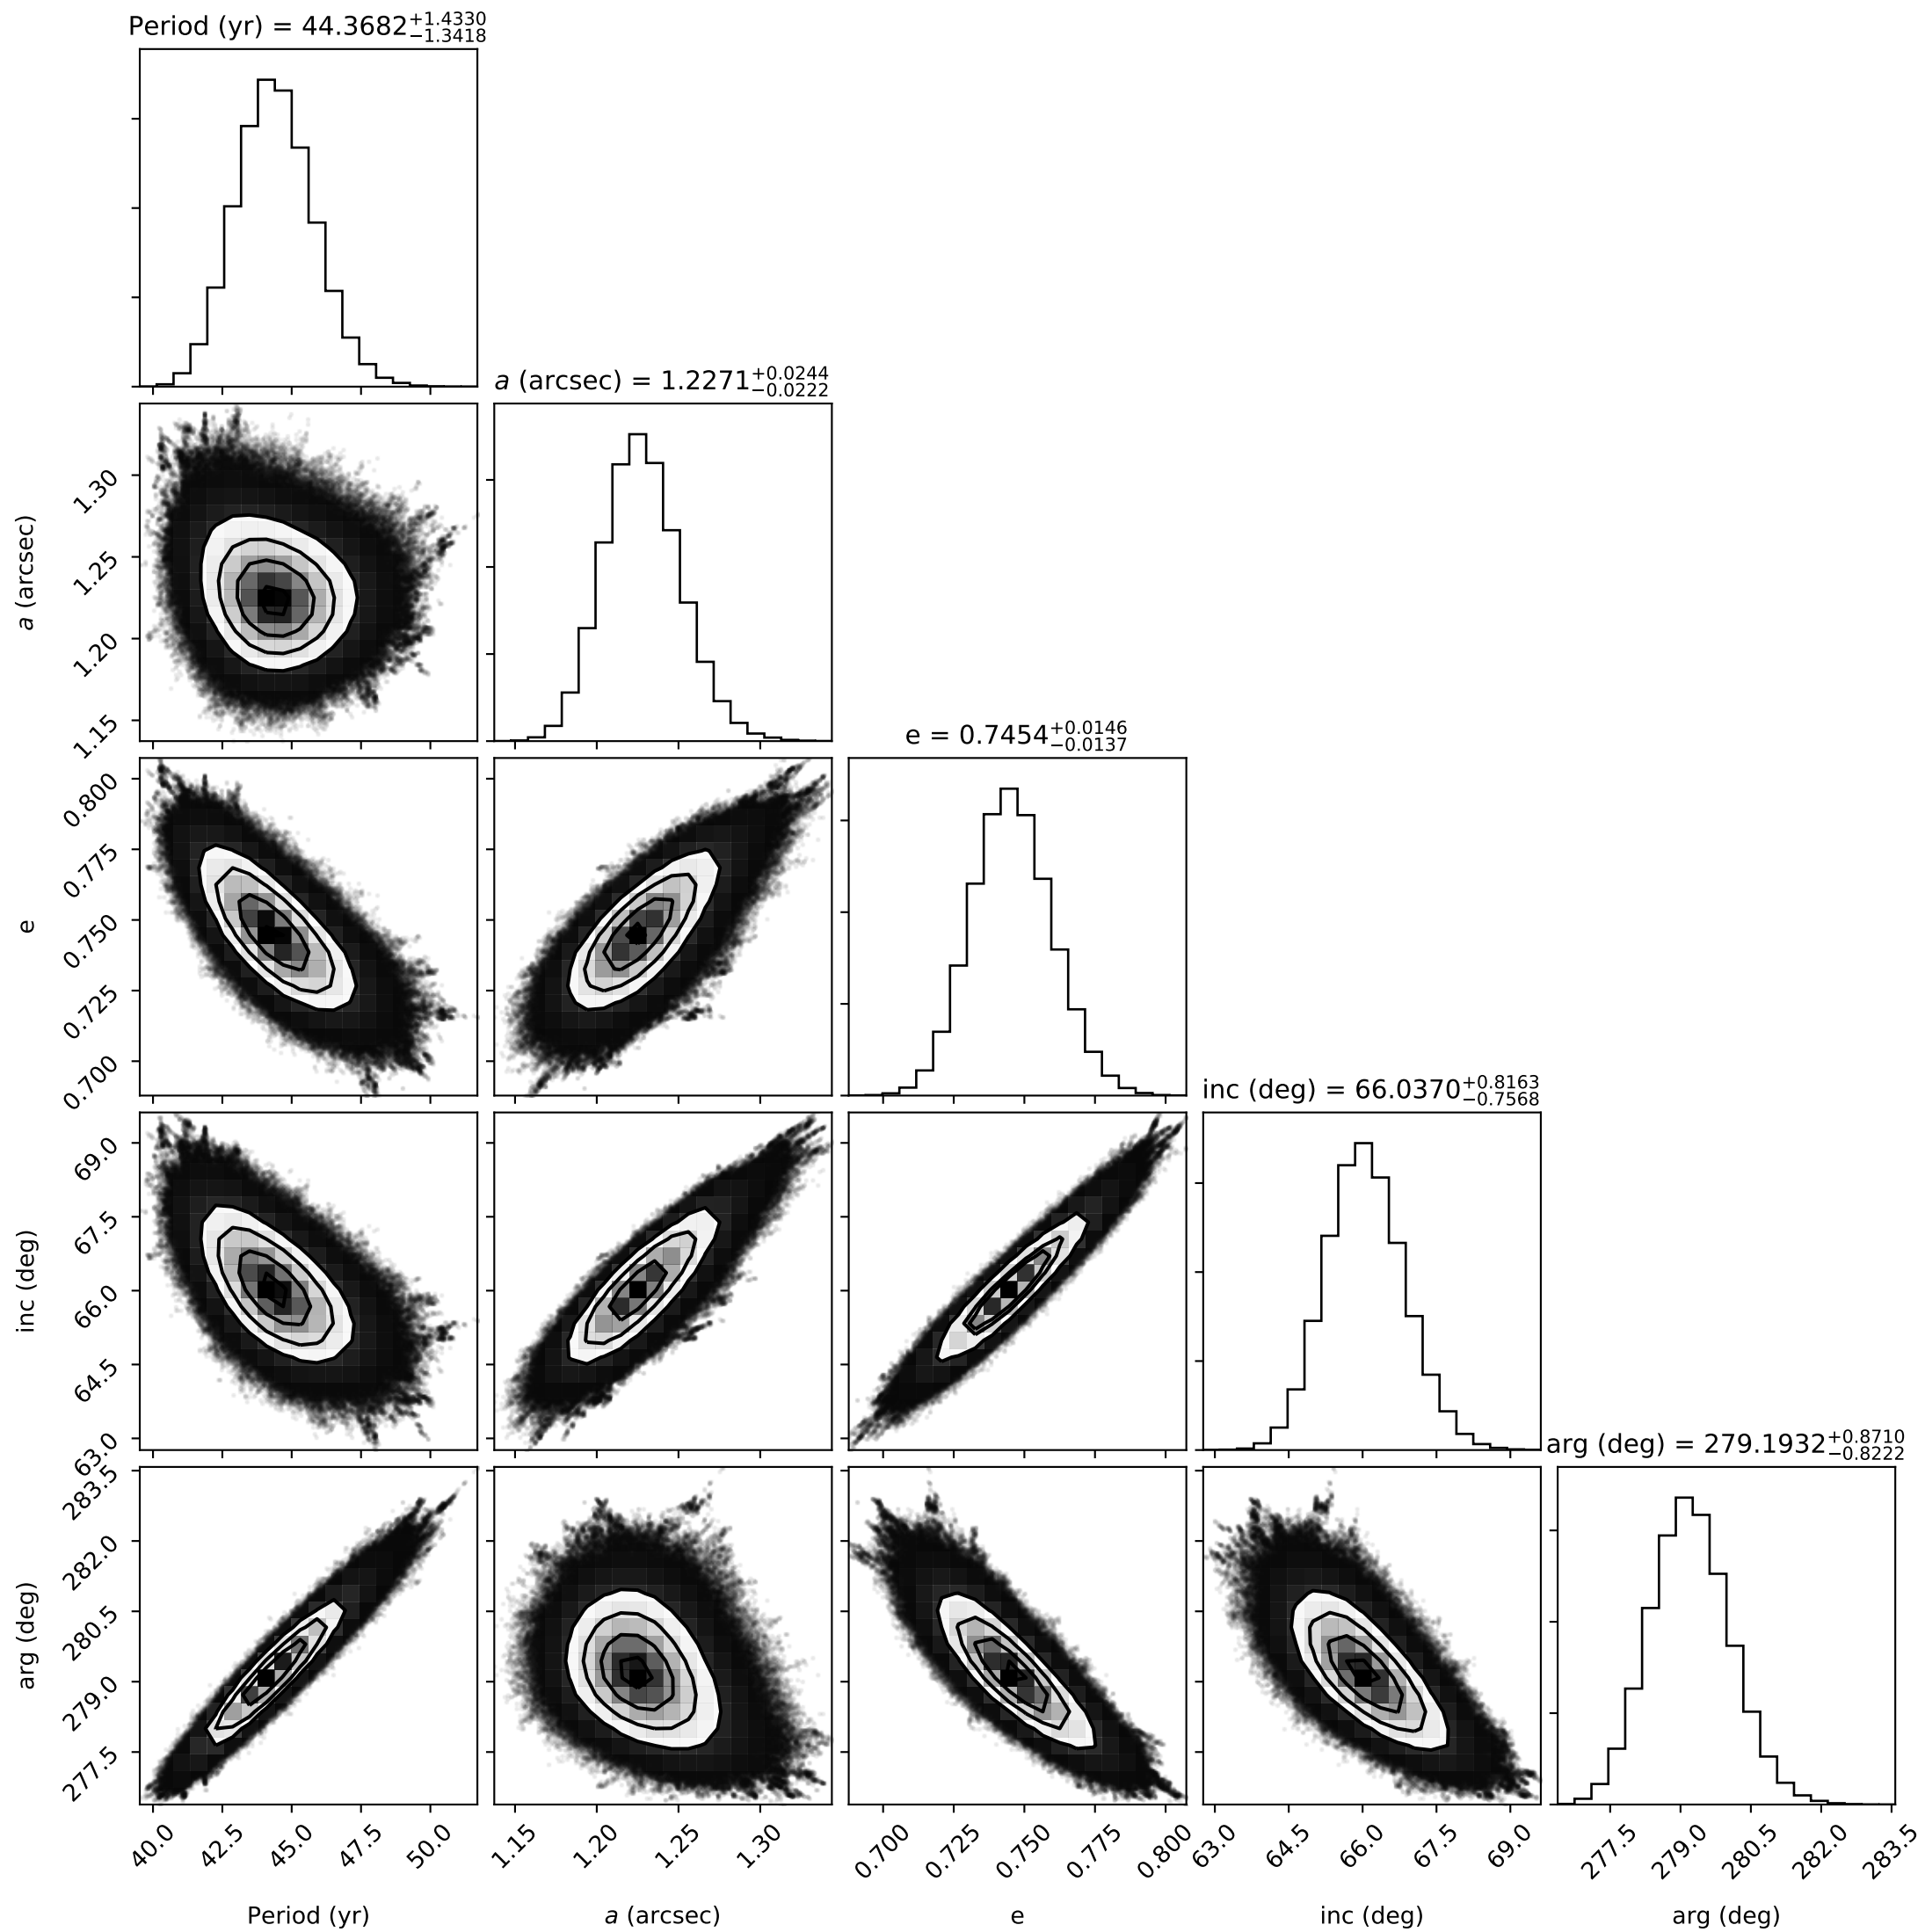 Period (yr) = 44.3682 +1.4330 −1.3418
a (arcsec) = 1.2271 +0.0244 −0.0222
a (arcsec)
1.30
1.25
1.20
1.15
e = 0.7454 +0.0146 −0.0137
e
0.800
0.775
0.750
0.725
0.700
inc (deg) = 66.0370 +0.8163 −0.7568
inc (deg)
69.0
67.5
66.0
64.5
63.0
arg (deg) = 279.1932 +0.8710 −0.8222
arg (deg)
283.5
282.0
280.5
279.0
277.5
40.0 42.5 45.0 47.5 50.0 1.15 1.20 1.25 1.30 0.700 0.725 0.750 0.775 0.800 63.0 64.5 66.0 67.5 69.0 277.5 279.0 280.5 282.0 283.5
Period (yr) a (arcsec) e inc (deg) arg (deg)